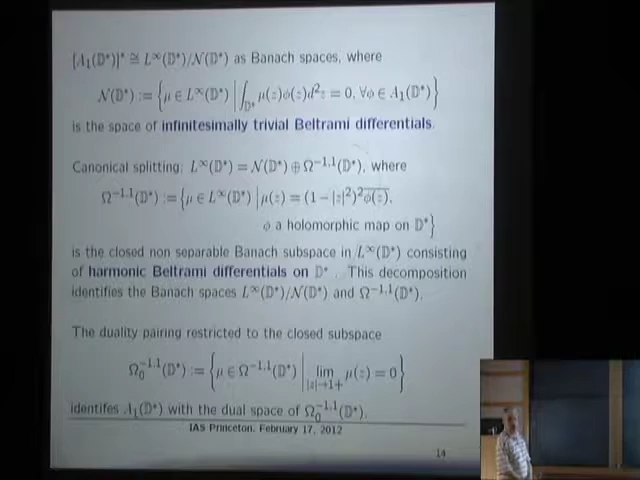 [A₁(𝔻*)]* ≅ L^∞(𝔻*)/𝒩(𝔻*) as Banach spaces, where
𝒩(𝔻*) := { μ ∈ L^∞(𝔻*) | ∫_{𝔻*} μ(z)φ(z)d²z = 0, ∀φ ∈ A₁(𝔻*) }
is the space of infinitesimally trivial Beltrami differentials.
Canonical splitting: L^∞(𝔻*) = 𝒩(𝔻*) ⊕ Ω^{-1,1}(𝔻*), where
Ω^{-1,1}(𝔻*) := { μ ∈ L^∞(𝔻*) | μ(z) = (1 − |z|²)² \overline{φ(z)},
φ a holomorphic map on 𝔻* }
is the closed non separable Banach subspace in L^∞(𝔻*) consisting
of harmonic Beltrami differentials on 𝔻* . This decomposition
identifies the Banach spaces L^∞(𝔻*)/𝒩(𝔻*) and Ω^{-1,1}(𝔻*).
The duality pairing restricted to the closed subspace
Ω₀^{-1,1}(𝔻*) := { μ ∈ Ω^{-1,1}(𝔻*) | lim_{|z|→1+} μ(z) = 0 }
identifes A₁(𝔻*) with the dual space of Ω₀^{-1,1}(𝔻*).
IAS Princeton, February 17, 2012
14